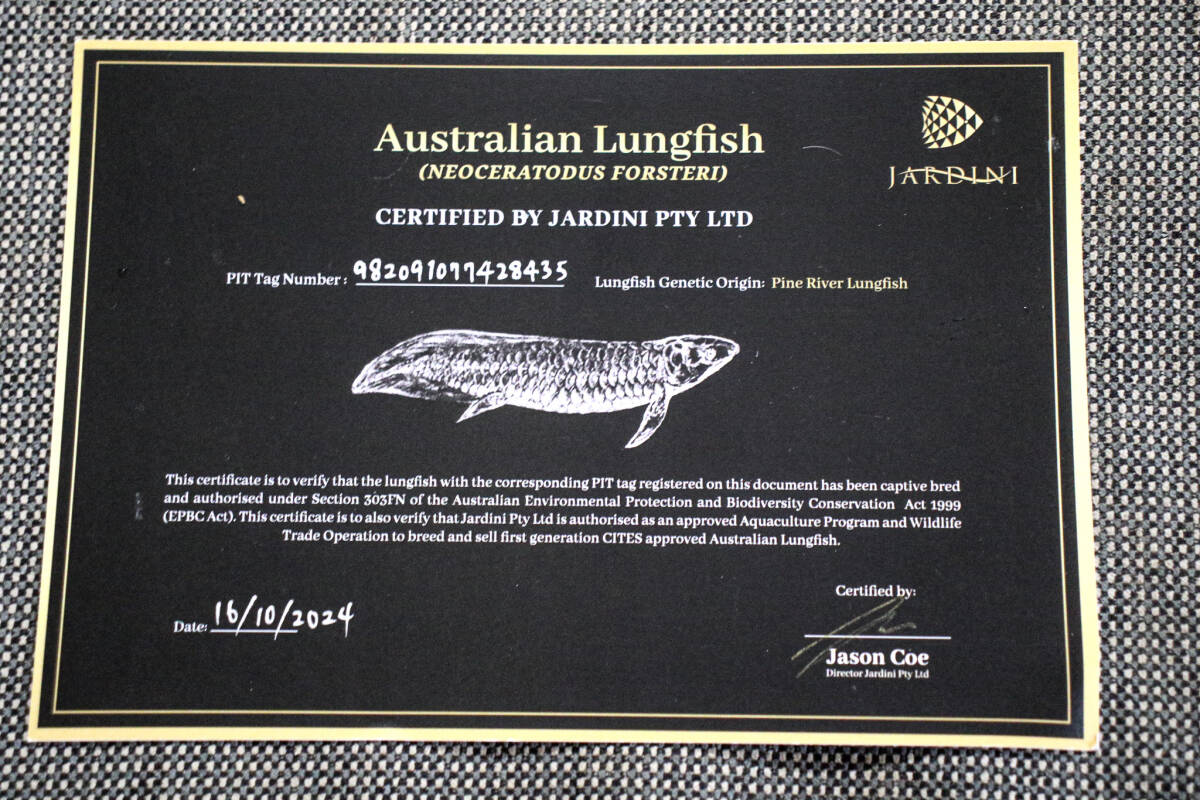 JARDINI
Australian Lungfish
(NEOCERATODUS FORSTERI)
CERTIFIED BY JARDINI PTY LTD
PIT Tag Number: 982091077428435 Lungfish Genetic Origin: Pine River Lungfish
This certificate is to verify that the lungfish with the corresponding PIT tag registered on this document has been captive bred
and authorised under Section 303FN of the Australian Environmental Protection and Biodiversity Conservation Act 1999
(EPBC Act). This certificate is to also verify that Jardini Pty Ltd is authorised as an approved Aquaculture Program and Wildlife
Trade Operation to breed and sell first generation CITES approved Australian Lungfish.
Date: 16/10/2024
Certified by:
Jason Coe
Director Jardini Pty Ltd